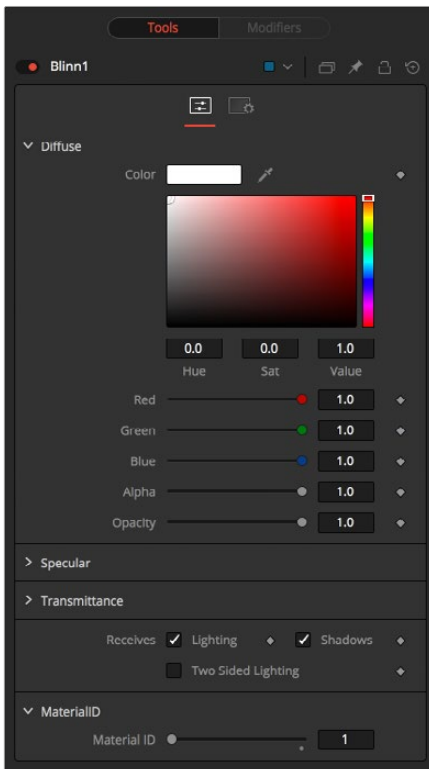 Tools Modifiers
Blinn1
Diffuse
Color
0.0 0.0 1.0
Hue Sat Value
Red 1.0
Green 1.0
Blue 1.0
Alpha 1.0
Opacity 1.0
Specular
Transmittance
Receives Lighting Shadows
Two Sided Lighting
MaterialID
Material ID 1